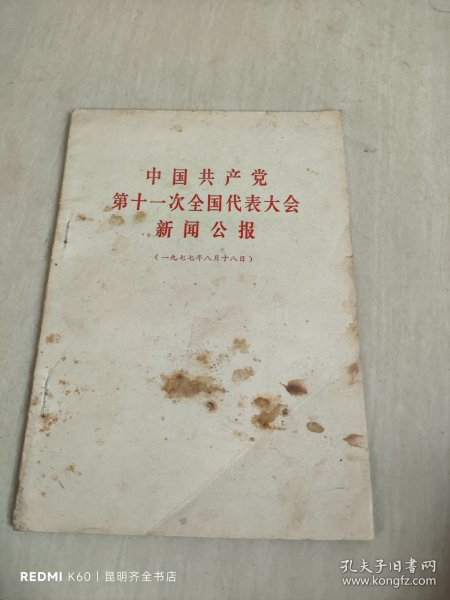 中国共产党
第十一次全国代表大会
新闻公报
(一九七七年八月十八日)
REDMI K60 | 昆明齐全书店
孔夫子旧书网
www.kongfz.com